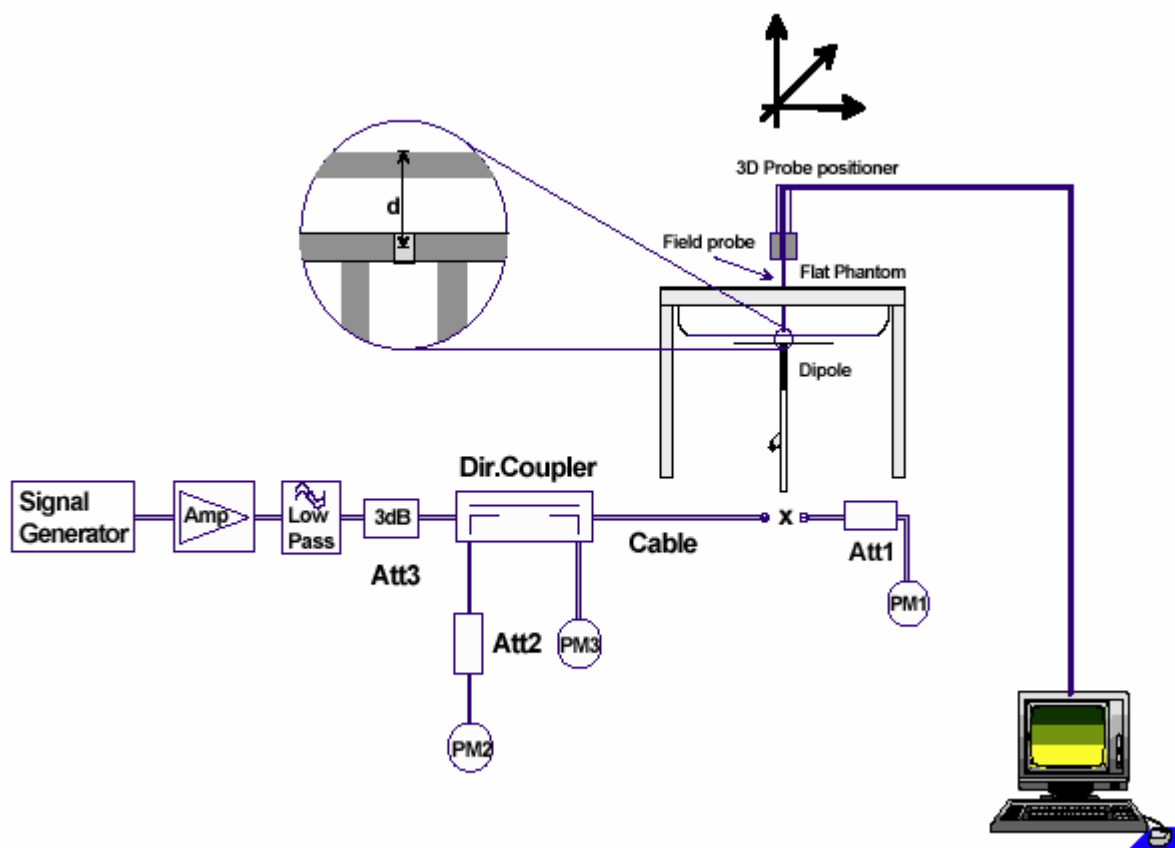 3D Probe positioner
d
Field probe
Flat Phantom
Dipole
Dir.Coupler
Signal
Generator
Amp
Low
Pass
3dB
Att3
Cable
x
Att1
PM1
Att2
PM3
PM2